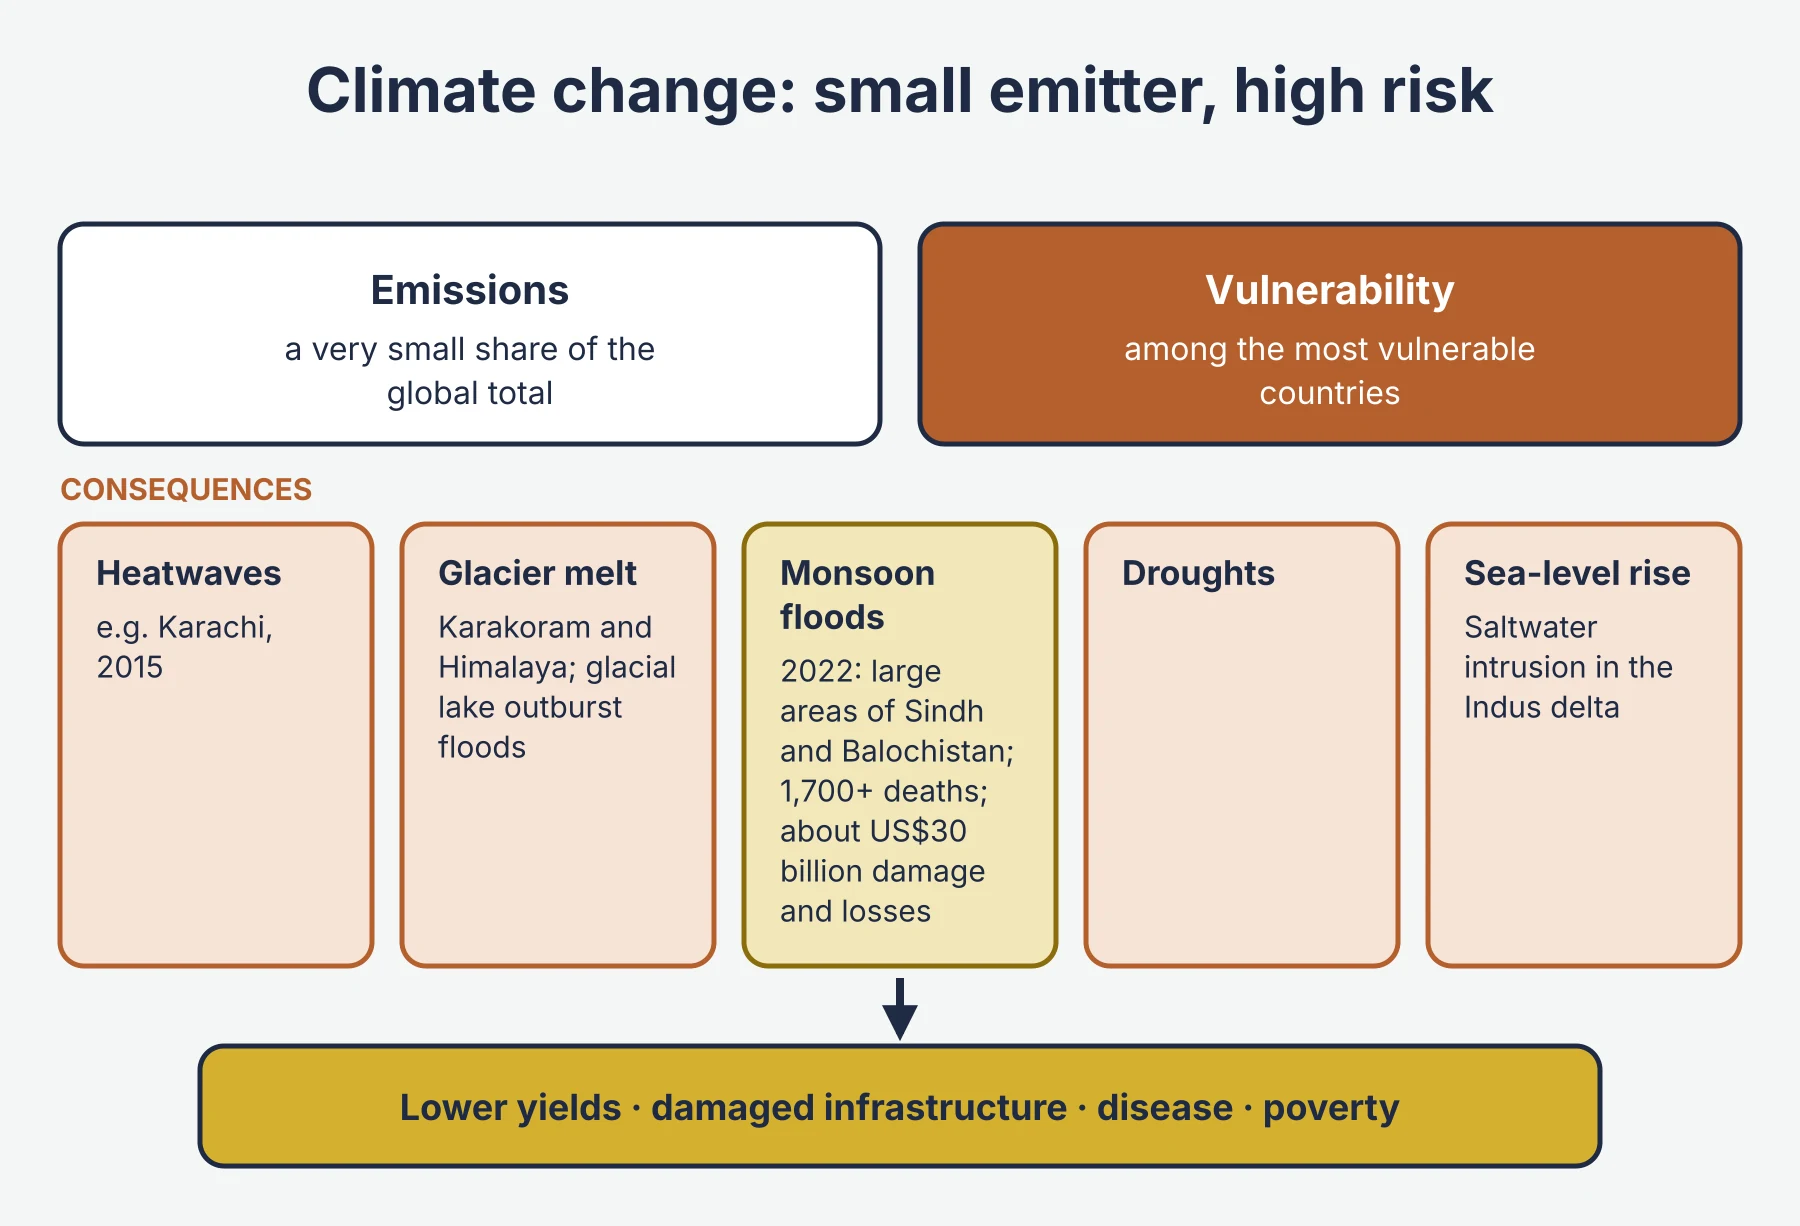 Climate change: small emitter, high risk
Emissions
a very small share of the
global total
Vulnerability
among the most vulnerable
countries
CONSEQUENCES
Heatwaves
e.g. Karachi,
2015
Glacier melt
Karakoram and
Himalaya; glacial
lake outburst
floods
Monsoon
floods
2022: large
areas of Sindh
and Balochistan;
1,700+ deaths;
about US$30
billion damage
and losses
Droughts
Sea-level rise
Saltwater
intrusion in the
Indus delta
Lower yields · damaged infrastructure · disease · poverty